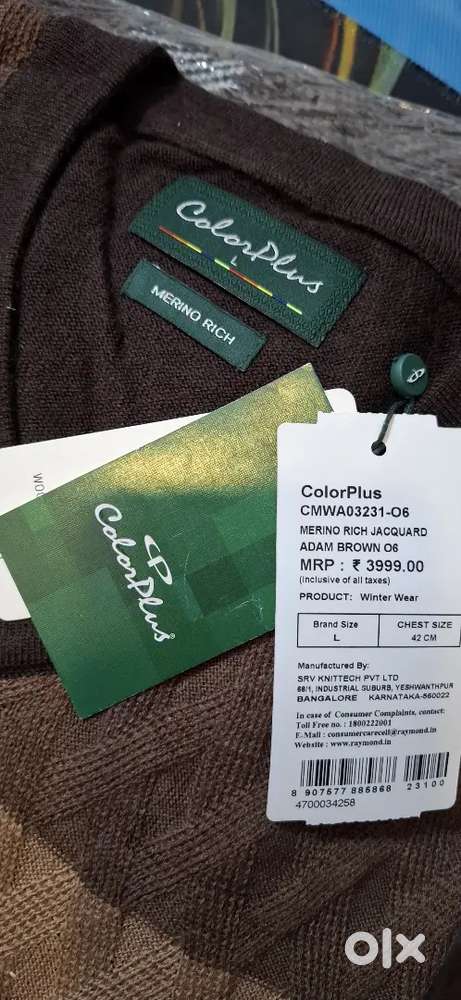 ColorPlus
L
MERINO RICH
CP
ColorPlus®
ColorPlus
CMWA03231-O6
MERINO RICH JACQUARD
ADAM BROWN O6
MRP : ₹ 3999.00
(inclusive of all taxes)
PRODUCT: Winter Wear
Brand Size CHEST SIZE
L 42 CM
Manufactured By:
SRV KNITTECH PVT LTD
68/1, INDUSTRIAL SUBURB, YESHWANTHPUR
BANGALORE KARNATAKA-560022
In case of Consumer Complaints, contact:
Toll Free no. : 1800222001
E.Mail : consumercarecell@raymond.in
Website : www.raymond.in
8 907577 885868 23100
4700034258
olx